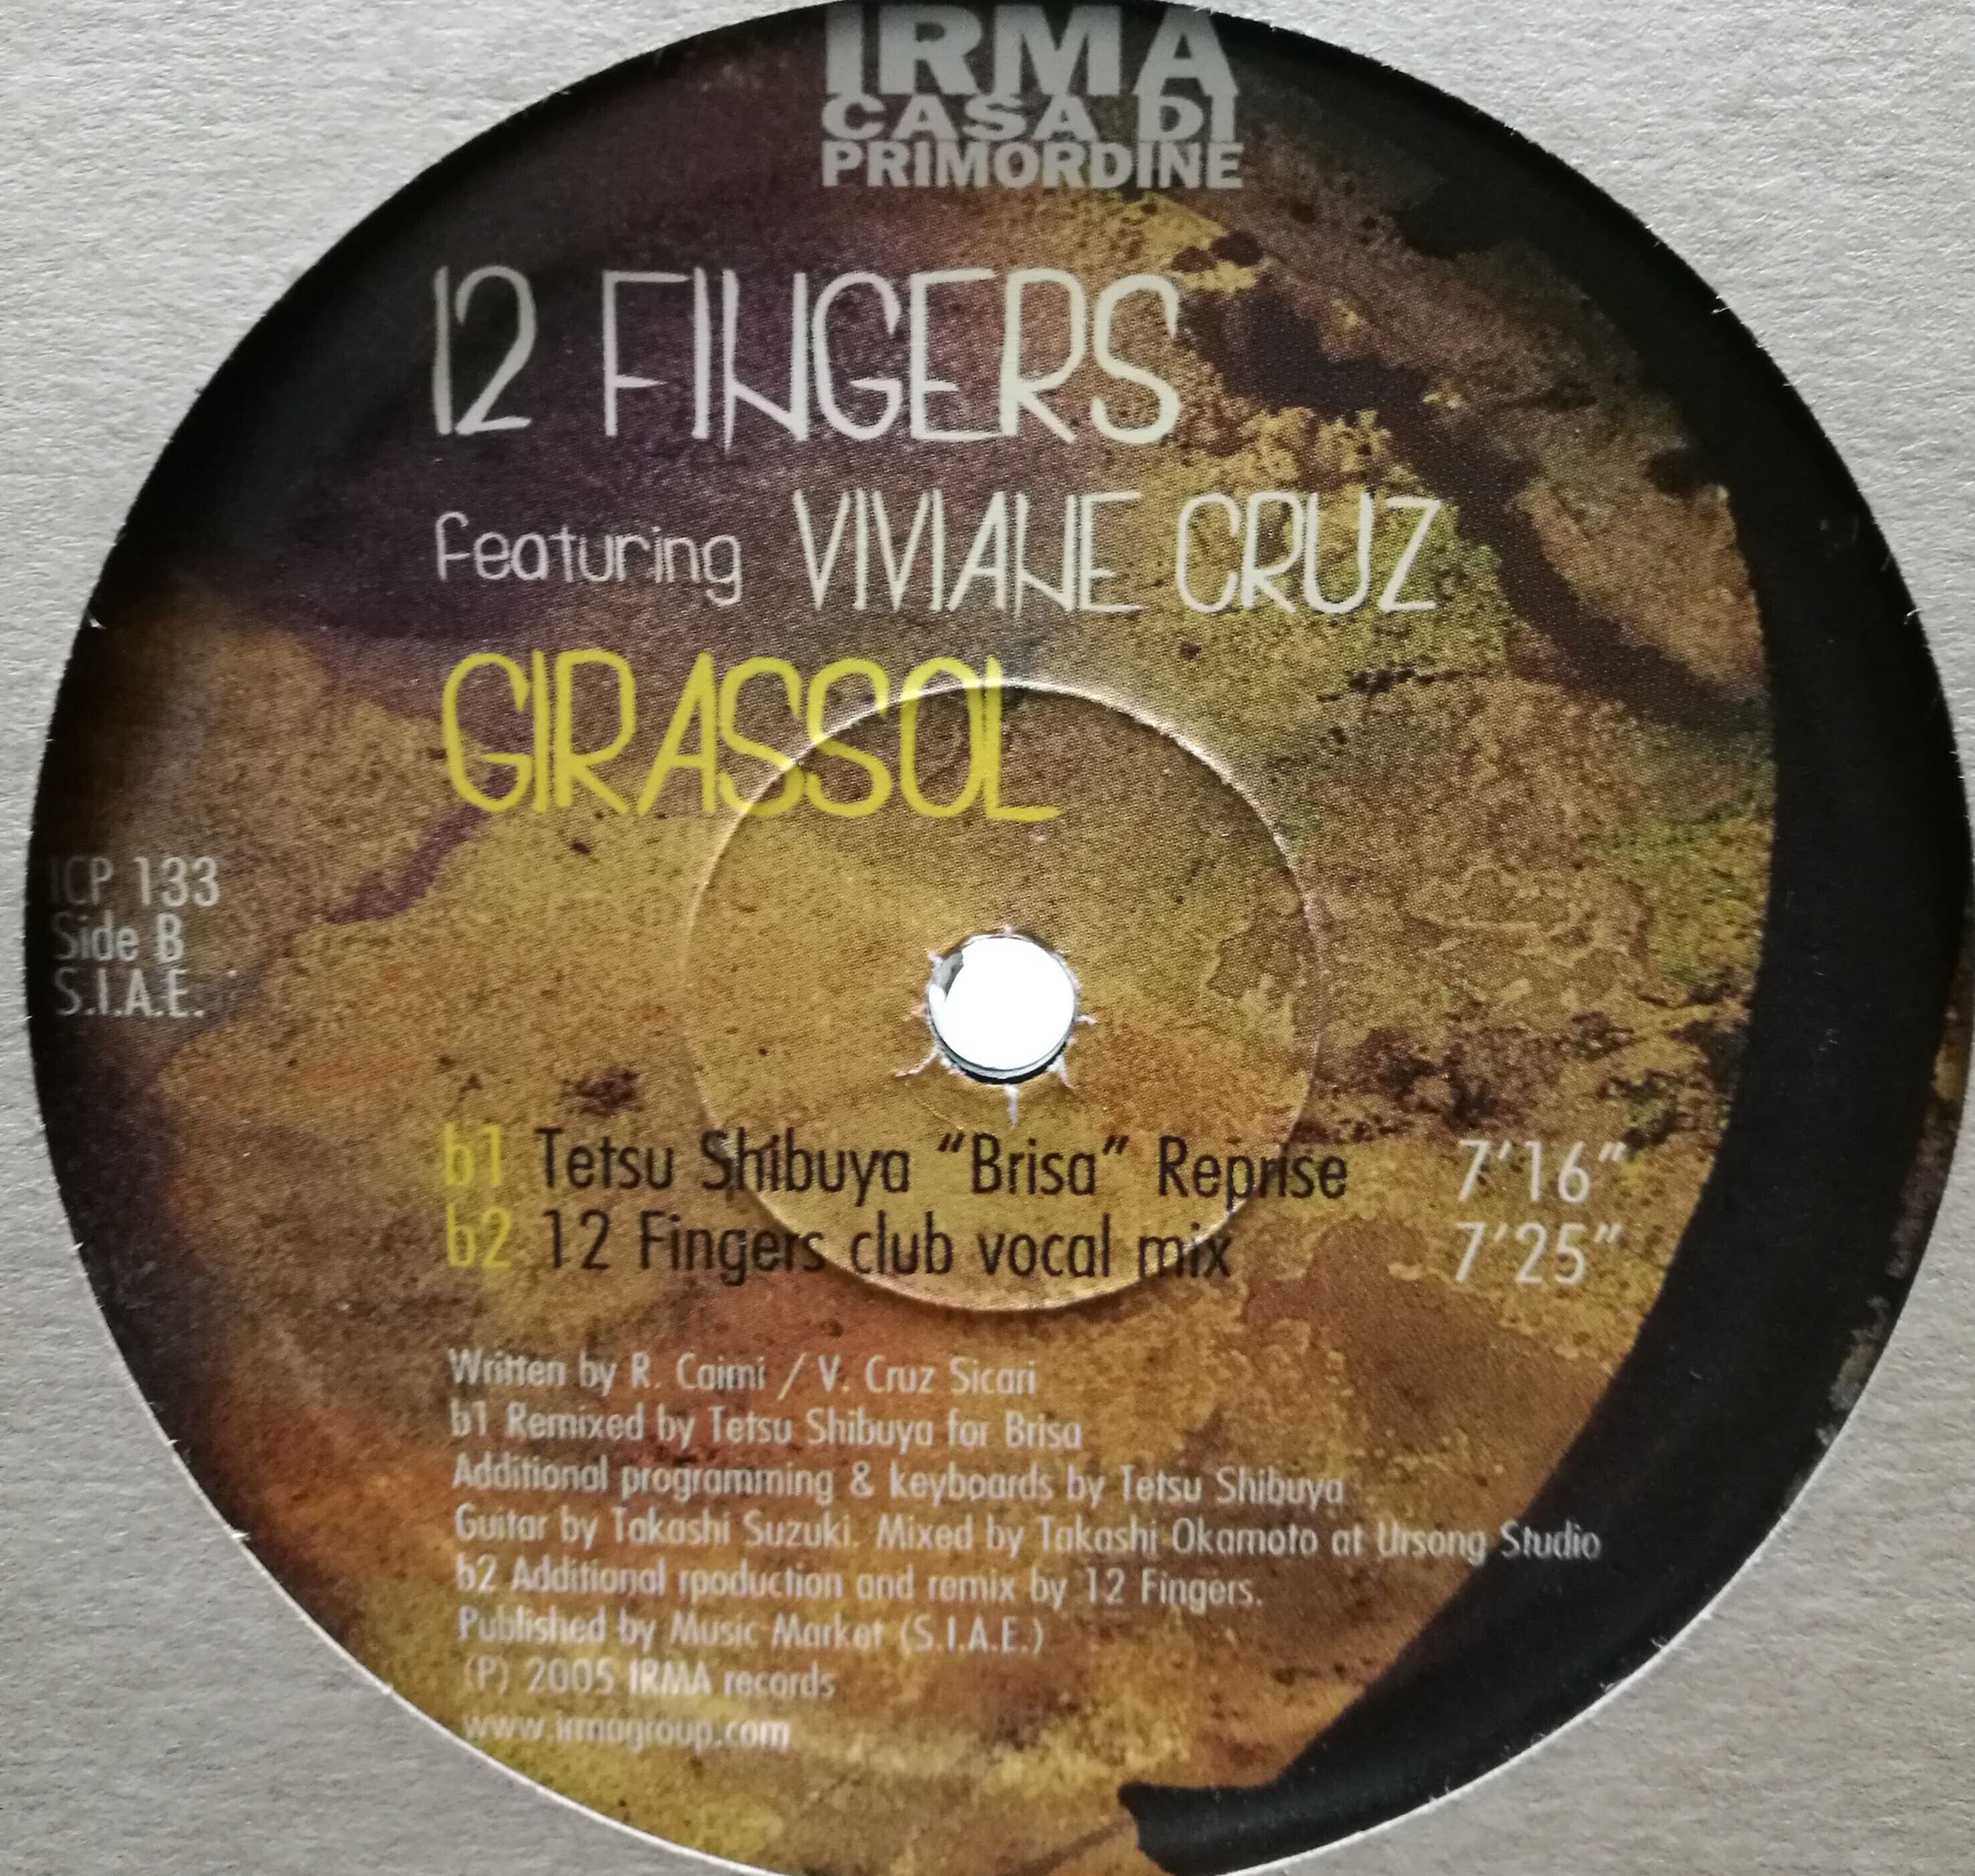 IRMA
CASA DI
PRIMORDINE
12 FINGERS
featuring VIVIANE CRUZ
GIRASSOL
ICP 133
Side B
S.I.A.E.
b1 Tetsu Shibuya “Brisa” Reprise 7’16”
b2 12 Fingers club vocal mix 7’25”
Written by R. Caimi / V. Cruz Sicari
b1 Remixed by Tetsu Shibuya for Brisa
Additional programming & keyboards by Tetsu Shibuya
Guitar by Takashi Suzuki. Mixed by Takashi Okamoto at Ursong Studio
b2 Additional rpoduction and remix by 12 Fingers.
Published by Music Market (S.I.A.E.)
(P) 2005 IRMA records
www.irmagroup.com